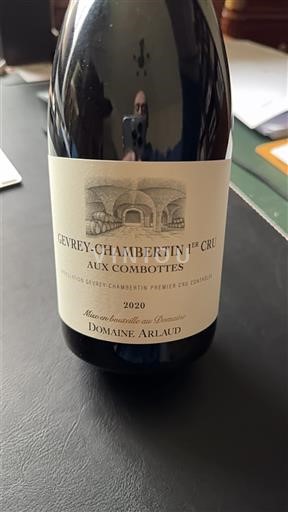 GEVREY-CHAMBERTIN 1ER CRU
AUX COMBOTTES
VINIOU
APPELLATION GEVREY-CHAMBERTIN PREMIER CRU CONTRÔLÉE
2020
Mise en bouteille au Domaine
DOMAINE ARLAUD